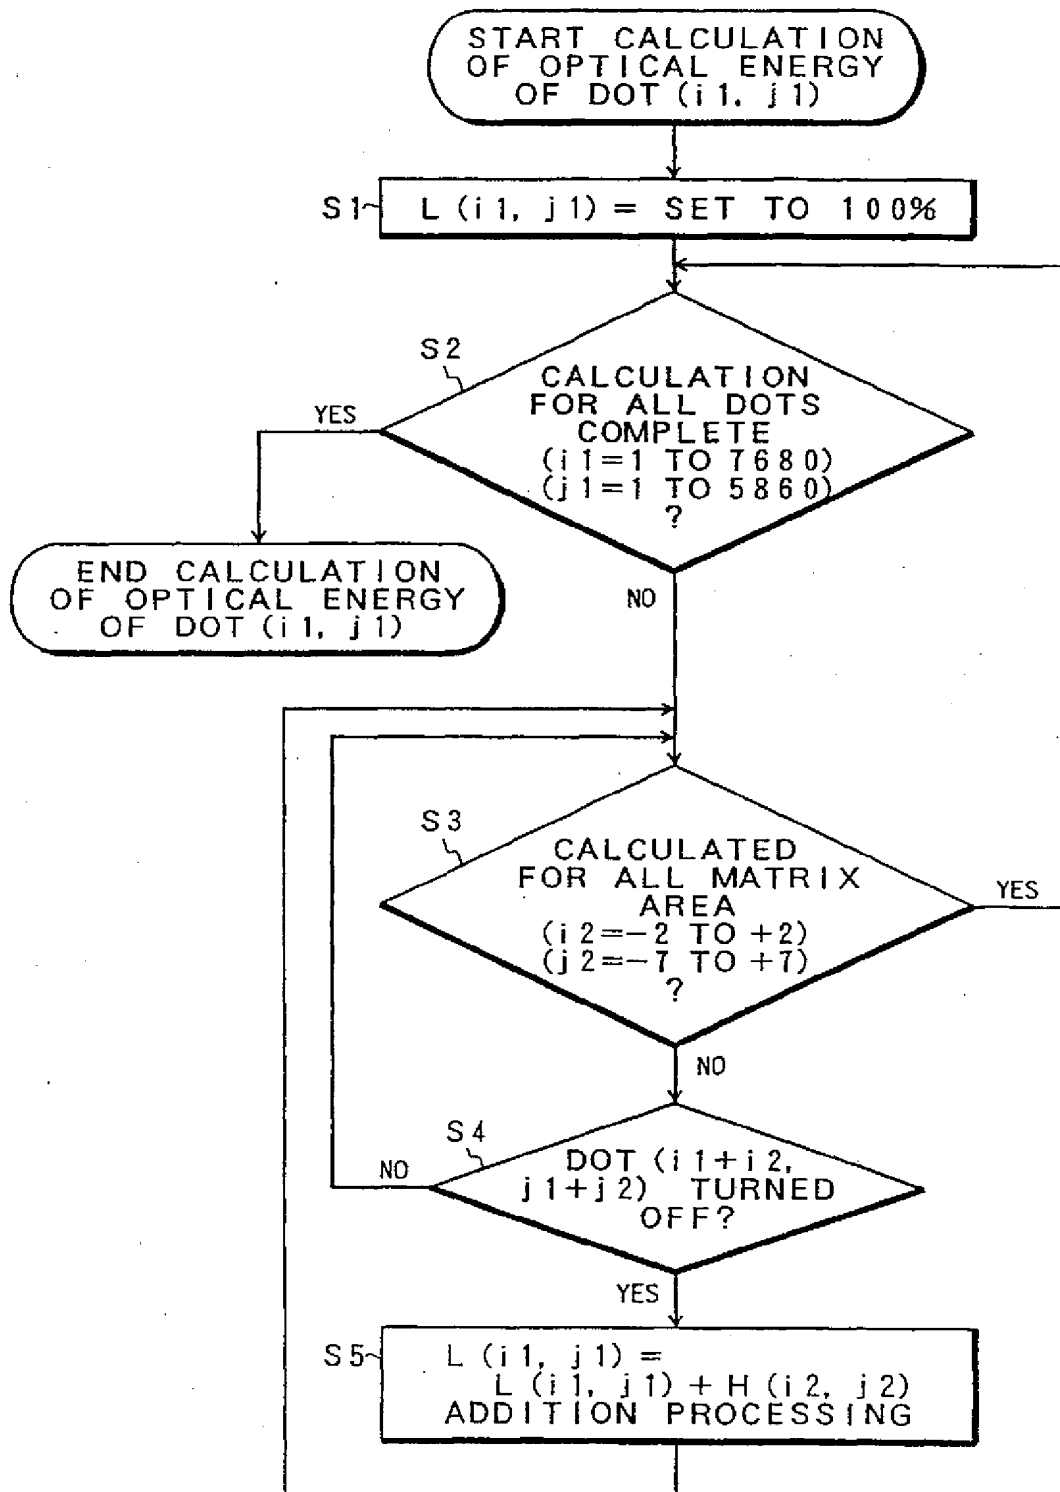 START CALCULATION
OF OPTICAL ENERGY
OF DOT (i1, j1)
S1
L (i1, j1) = SET TO 100%
S2
CALCULATION
FOR ALL DOTS
COMPLETE
(i1=1 TO 7680)
(j1=1 TO 5860)
?
YES
END CALCULATION
OF OPTICAL ENERGY
OF DOT (i1, j1)
NO
S3
CALCULATED
FOR ALL MATRIX
AREA
(i2=-2 TO +2)
(j2=-7 TO +7)
?
YES
NO
S4
DOT (i1+i2,
j1+j2) TURNED
OFF?
NO
YES
S5
L (i1, j1) =
L (i1, j1) + H (i2, j2)
ADDITION PROCESSING